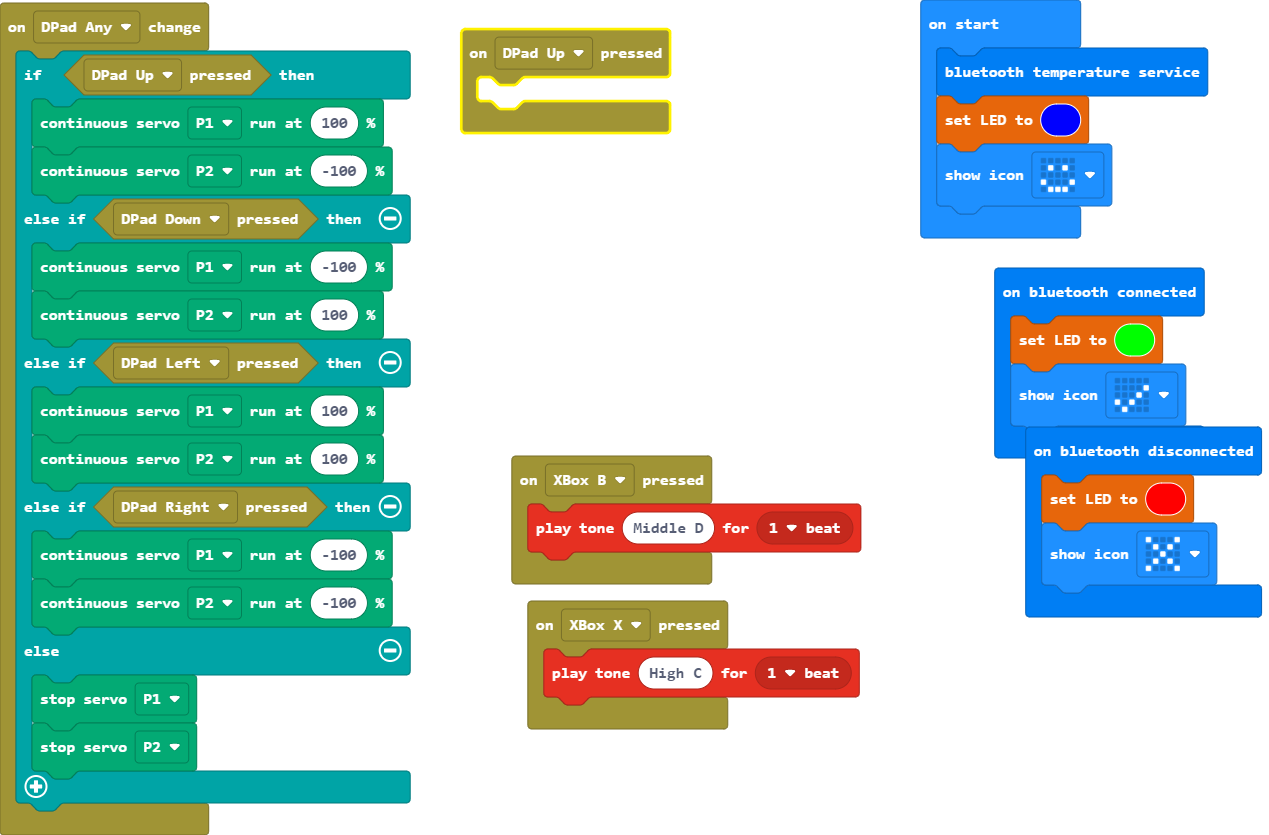 on DPad Any change
if DPad Up pressed then
continuous servo P1 run at 100 %
continuous servo P2 run at -100 %
else if DPad Down pressed then
continuous servo P1 run at -100 %
continuous servo P2 run at 100 %
else if DPad Left pressed then
continuous servo P1 run at 100 %
continuous servo P2 run at 100 %
else if DPad Right pressed then
continuous servo P1 run at -100 %
continuous servo P2 run at -100 %
else
stop servo P1
stop servo P2
on DPad Up pressed
on XBox B pressed
play tone Middle D for 1 beat
on XBox X pressed
play tone High C for 1 beat
on start
bluetooth temperature service
set LED to
show icon
on bluetooth connected
set LED to
show icon
on bluetooth disconnected
set LED to
show icon